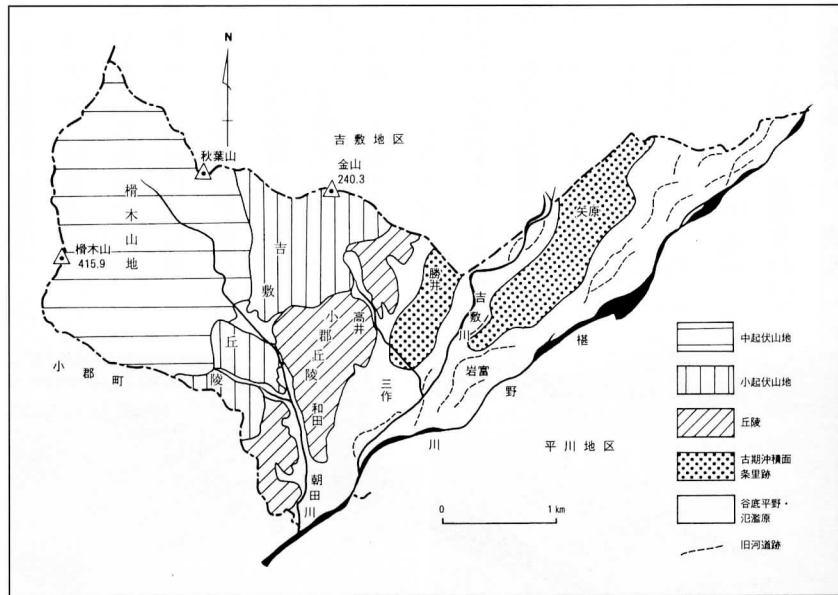 N
吉敷地区
秋葉山
金山
240.3
楮木山地
楮木山
415.9
吉敷丘陵
小郡丘陵
高井
勝井
矢原
吉敷川
岩富
三作
和田
朝田川
椹野川
小郡町
平川地区
0 1km
中起伏山地
小起伏山地
丘陵
古期沖積面
条里跡
谷底平野・
氾濫原
旧河道跡